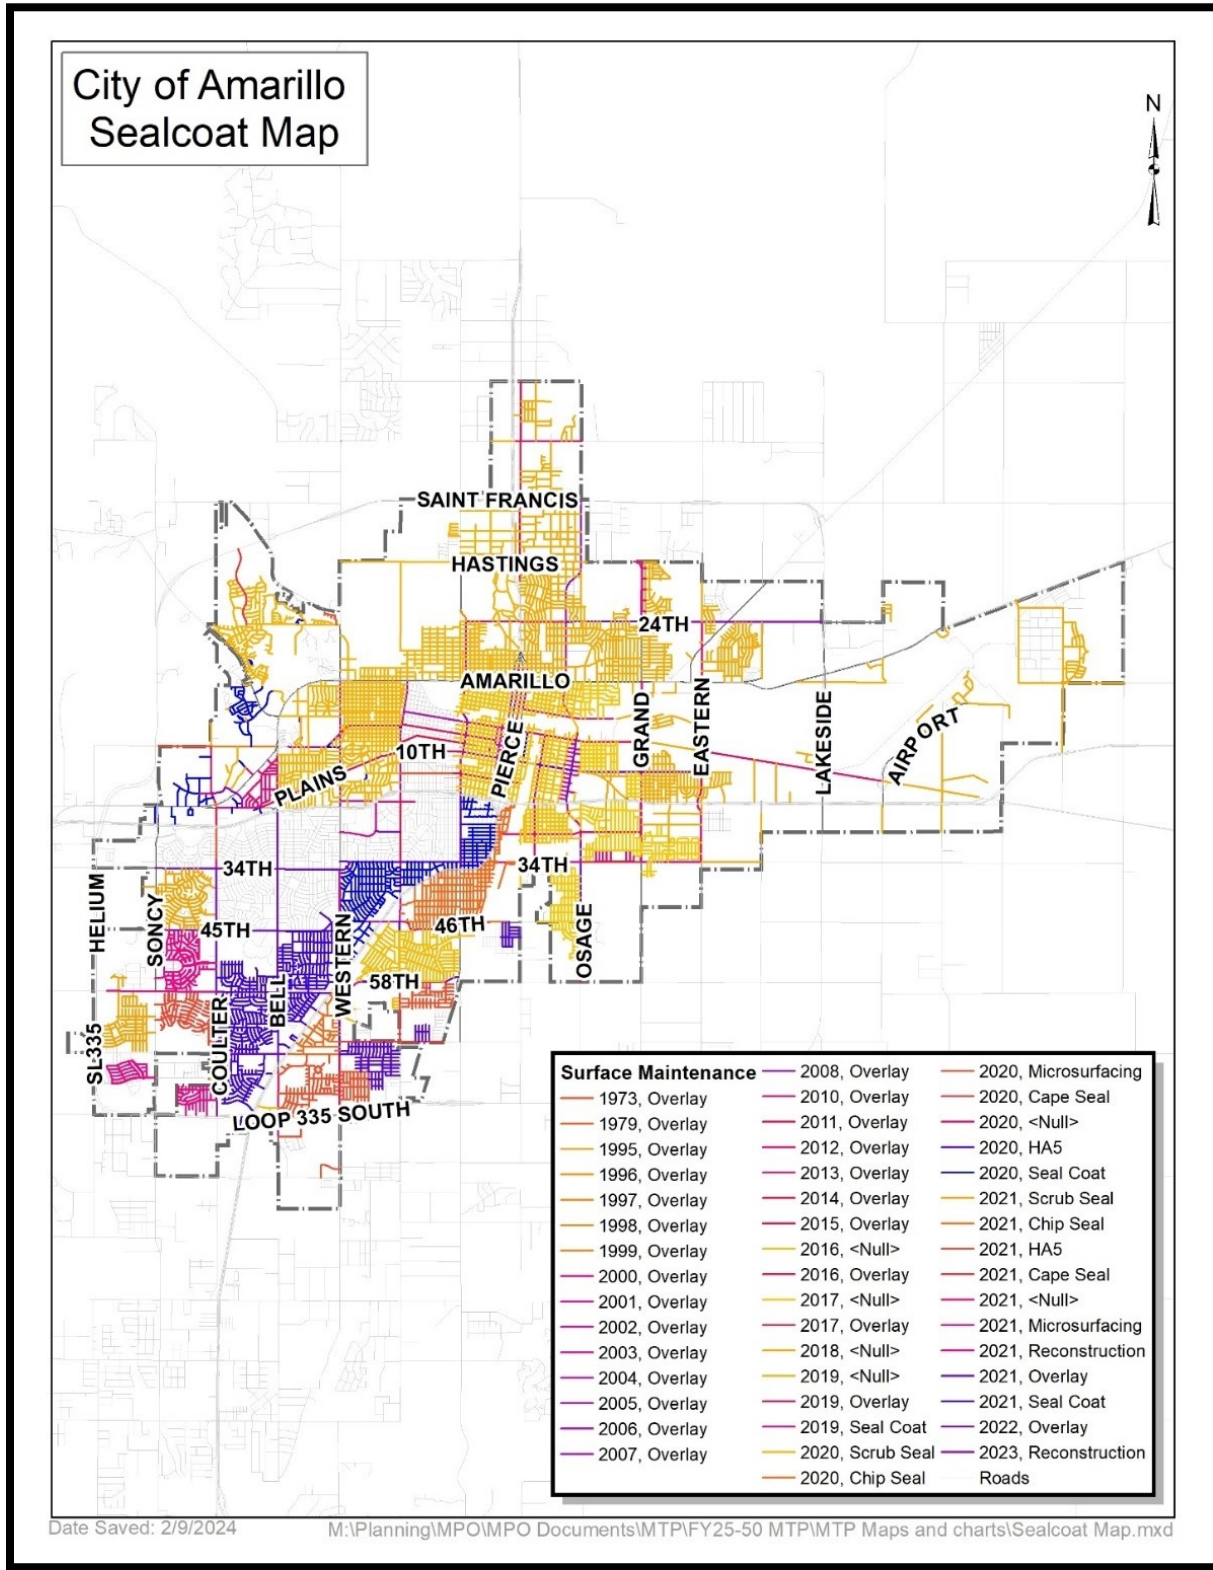 City of Amarillo
Sealcoat Map
N
SAINT FRANCIS
HASTINGS
24TH
AMARILLO
GRAND
EASTERN
LAKESIDE
AIRPORT
PIERCE
10TH
PLAINS
34TH
34TH
HELIUM
SONCY
45TH
WESTERN
46TH
OSAGE
BELL
58TH
COULTER
SL335
LOOP 335 SOUTH
Surface Maintenance
1973, Overlay
1979, Overlay
1995, Overlay
1996, Overlay
1997, Overlay
1998, Overlay
1999, Overlay
2000, Overlay
2001, Overlay
2002, Overlay
2003, Overlay
2004, Overlay
2005, Overlay
2006, Overlay
2007, Overlay
2008, Overlay
2010, Overlay
2011, Overlay
2012, Overlay
2013, Overlay
2014, Overlay
2015, Overlay
2016, <Null>
2016, Overlay
2017, <Null>
2017, Overlay
2018, <Null>
2019, <Null>
2019, Overlay
2019, Seal Coat
2020, Scrub Seal
2020, Chip Seal
2020, Microsurfacing
2020, Cape Seal
2020, <Null>
2020, HA5
2020, Seal Coat
2021, Scrub Seal
2021, Chip Seal
2021, HA5
2021, Cape Seal
2021, <Null>
2021, Microsurfacing
2021, Reconstruction
2021, Overlay
2021, Seal Coat
2022, Overlay
2023, Reconstruction
Roads
Date Saved: 2/9/2024
M:\Planning\MPO\MPO Documents\MTP\FY25-50 MTP\MTP Maps and charts\Sealcoat Map.mxd